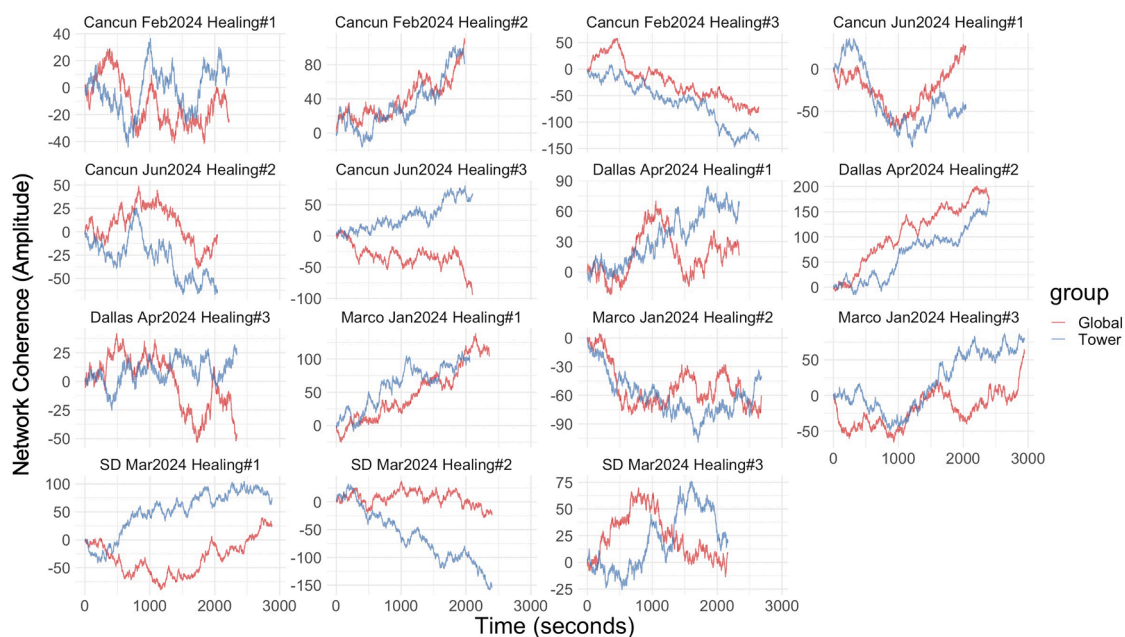 Cancun Feb2024 Healing#1
Cancun Feb2024 Healing#2
Cancun Feb2024 Healing#3
Cancun Jun2024 Healing#1
40
20
0
-20
-40
80
40
0
50
0
-50
-100
-150
0
-50
Cancun Jun2024 Healing#2
Cancun Jun2024 Healing#3
Dallas Apr2024 Healing#1
Dallas Apr2024 Healing#2
50
25
0
-25
-50
50
0
-50
-100
90
60
30
0
200
150
100
50
0
Dallas Apr2024 Healing#3
Marco Jan2024 Healing#1
Marco Jan2024 Healing#2
Marco Jan2024 Healing#3
25
0
-25
-50
100
50
0
0
-30
-60
-90
50
0
-50
0 1000 2000 3000
SD Mar2024 Healing#1
SD Mar2024 Healing#2
SD Mar2024 Healing#3
50
0
-50
0
-50
-100
-150
75
50
25
0
-25
0 1000 2000 3000
0 1000 2000 3000
0 1000 2000 3000
Time (seconds)
Network Coherence (Amplitude)
group
Global
Tower